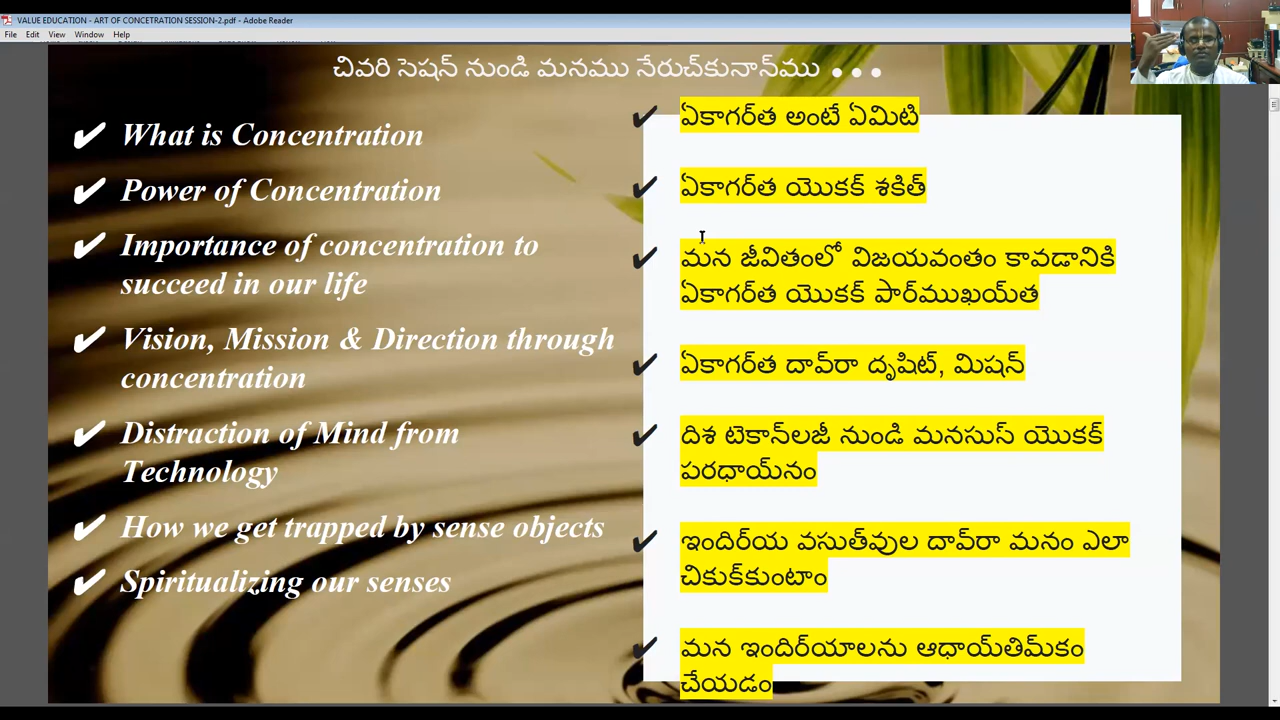 VALUE EDUCATION - ART OF CONCETRATION SESSION-2.pdf - Adobe Reader
File Edit View Window Help
చివరి సెషన్ నుండి మనము నేరుచ్‌కునాన్‌ము ...
✔ What is Concentration
✔ Power of Concentration
✔ Importance of concentration to
succeed in our life
✔ Vision, Mission & Direction through
concentration
✔ Distraction of Mind from
Technology
✔ How we get trapped by sense objects
✔ Spiritualizing our senses
✔ ఏకాగర్‌త అంటే ఏమిటి
✔ ఏకాగర్‌త యొకక్ శకిత్
✔ మన జీవితంలో విజయవంతం కావడానికి
ఏకాగర్‌త యొకక్ పార్‌ముఖయ్‌త
✔ ఏకాగర్‌త దావ్‌రా దృషిట్, మిషన్
✔ దిశ టెకాన్‌లజీ నుండి మనసుస్ యొకక్
పరధాయ్‌నం
✔ ఇందిర్‌య వసుత్‌వుల దావ్‌రా మనం ఎలా
చికుక్‌కుంటాం
✔ మన ఇందిర్‌యాలను ఆధాయ్‌తిమ్‌కం
చేయడం